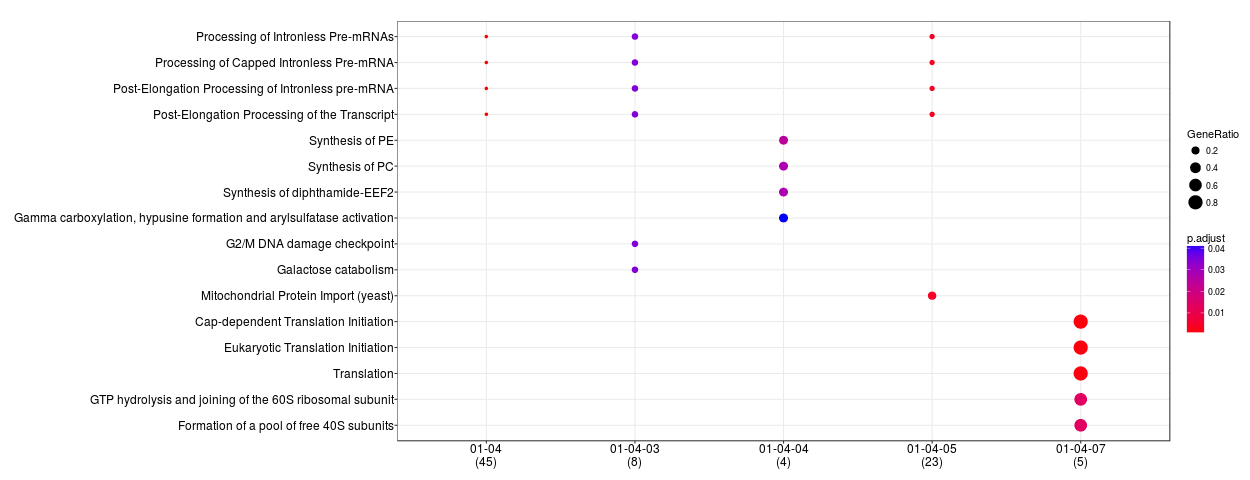 Processing of Intronless Pre-mRNAs
Processing of Capped Intronless Pre-mRNA
Post-Elongation Processing of Intronless pre-mRNA
Post-Elongation Processing of the Transcript
Synthesis of PE
Synthesis of PC
Synthesis of diphthamide-EEF2
Gamma carboxylation, hypusine formation and arylsulfatase activation
G2/M DNA damage checkpoint
Galactose catabolism
Mitochondrial Protein Import (yeast)
Cap-dependent Translation Initiation
Eukaryotic Translation Initiation
Translation
GTP hydrolysis and joining of the 60S ribosomal subunit
Formation of a pool of free 40S subunits
01-04 01-04-03 01-04-04 01-04-05 01-04-07
(45) (8) (4) (23) (5)
GeneRatio
0.2
0.4
0.6
0.8
p.adjust
0.04
0.03
0.02
0.01